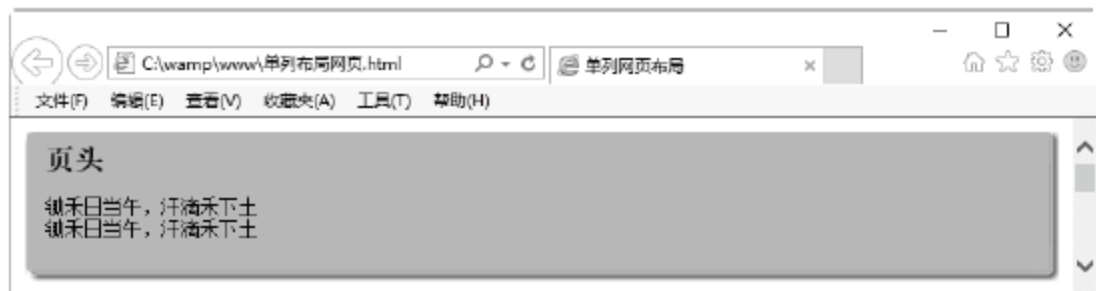 C:\wamp\www\单列布局网页.html
单列网页布局
文件(F) 编辑(E) 查看(V) 收藏夹(A) 工具(T) 帮助(H)
页头
锄禾日当午，汗滴禾下土
锄禾日当午，汗滴禾下土